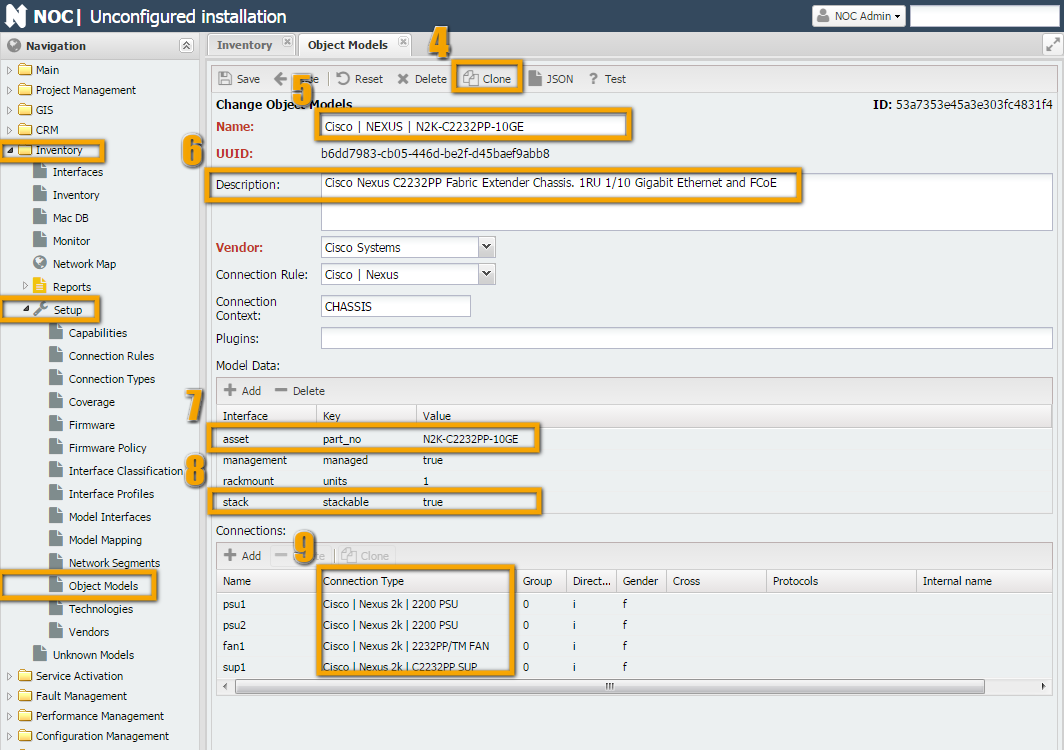 NOC | Unconfigured installation
NOC Admin
Navigation
Main
Project Management
GIS
CRM
Inventory
Interfaces
Inventory
Mac DB
Monitor
Network Map
Reports
Setup
Capabilities
Connection Rules
Connection Types
Coverage
Firmware
Firmware Policy
Interface Classification
Interface Profiles
Model Interfaces
Model Mapping
Network Segments
Object Models
Technologies
Vendors
Unknown Models
Service Activation
Fault Management
Performance Management
Configuration Management
Inventory Object Models
4
Save Reset Delete Clone JSON ? Test
5
Change Object Models ID: 53a7353e45a3e303fc4831f4
Name: Cisco | NEXUS | N2K-C2232PP-10GE
6
UUID: b6dd7983-cb05-446d-be2f-d45baef9abb8
Description: Cisco Nexus C2232PP Fabric Extender Chassis. 1RU 1/10 Gigabit Ethernet and FCoE
Vendor: Cisco Systems
Connection Rule: Cisco | Nexus
Connection Context: CHASSIS
Plugins:
Model Data:
Add Delete
7
Interface Key Value
asset part_no N2K-C2232PP-10GE
management managed true
8
rackmount units 1
stack stackable true
Connections:
9
Add Clone
Name Connection Type Group Direct... Gender Cross Protocols Internal name
psu1 Cisco | Nexus 2k | 2200 PSU 0 i f
psu2 Cisco | Nexus 2k | 2200 PSU 0 i f
fan1 Cisco | Nexus 2k | 2232PP/TM FAN 0 i f
sup1 Cisco | Nexus 2k | C2232PP SUP 0 i f